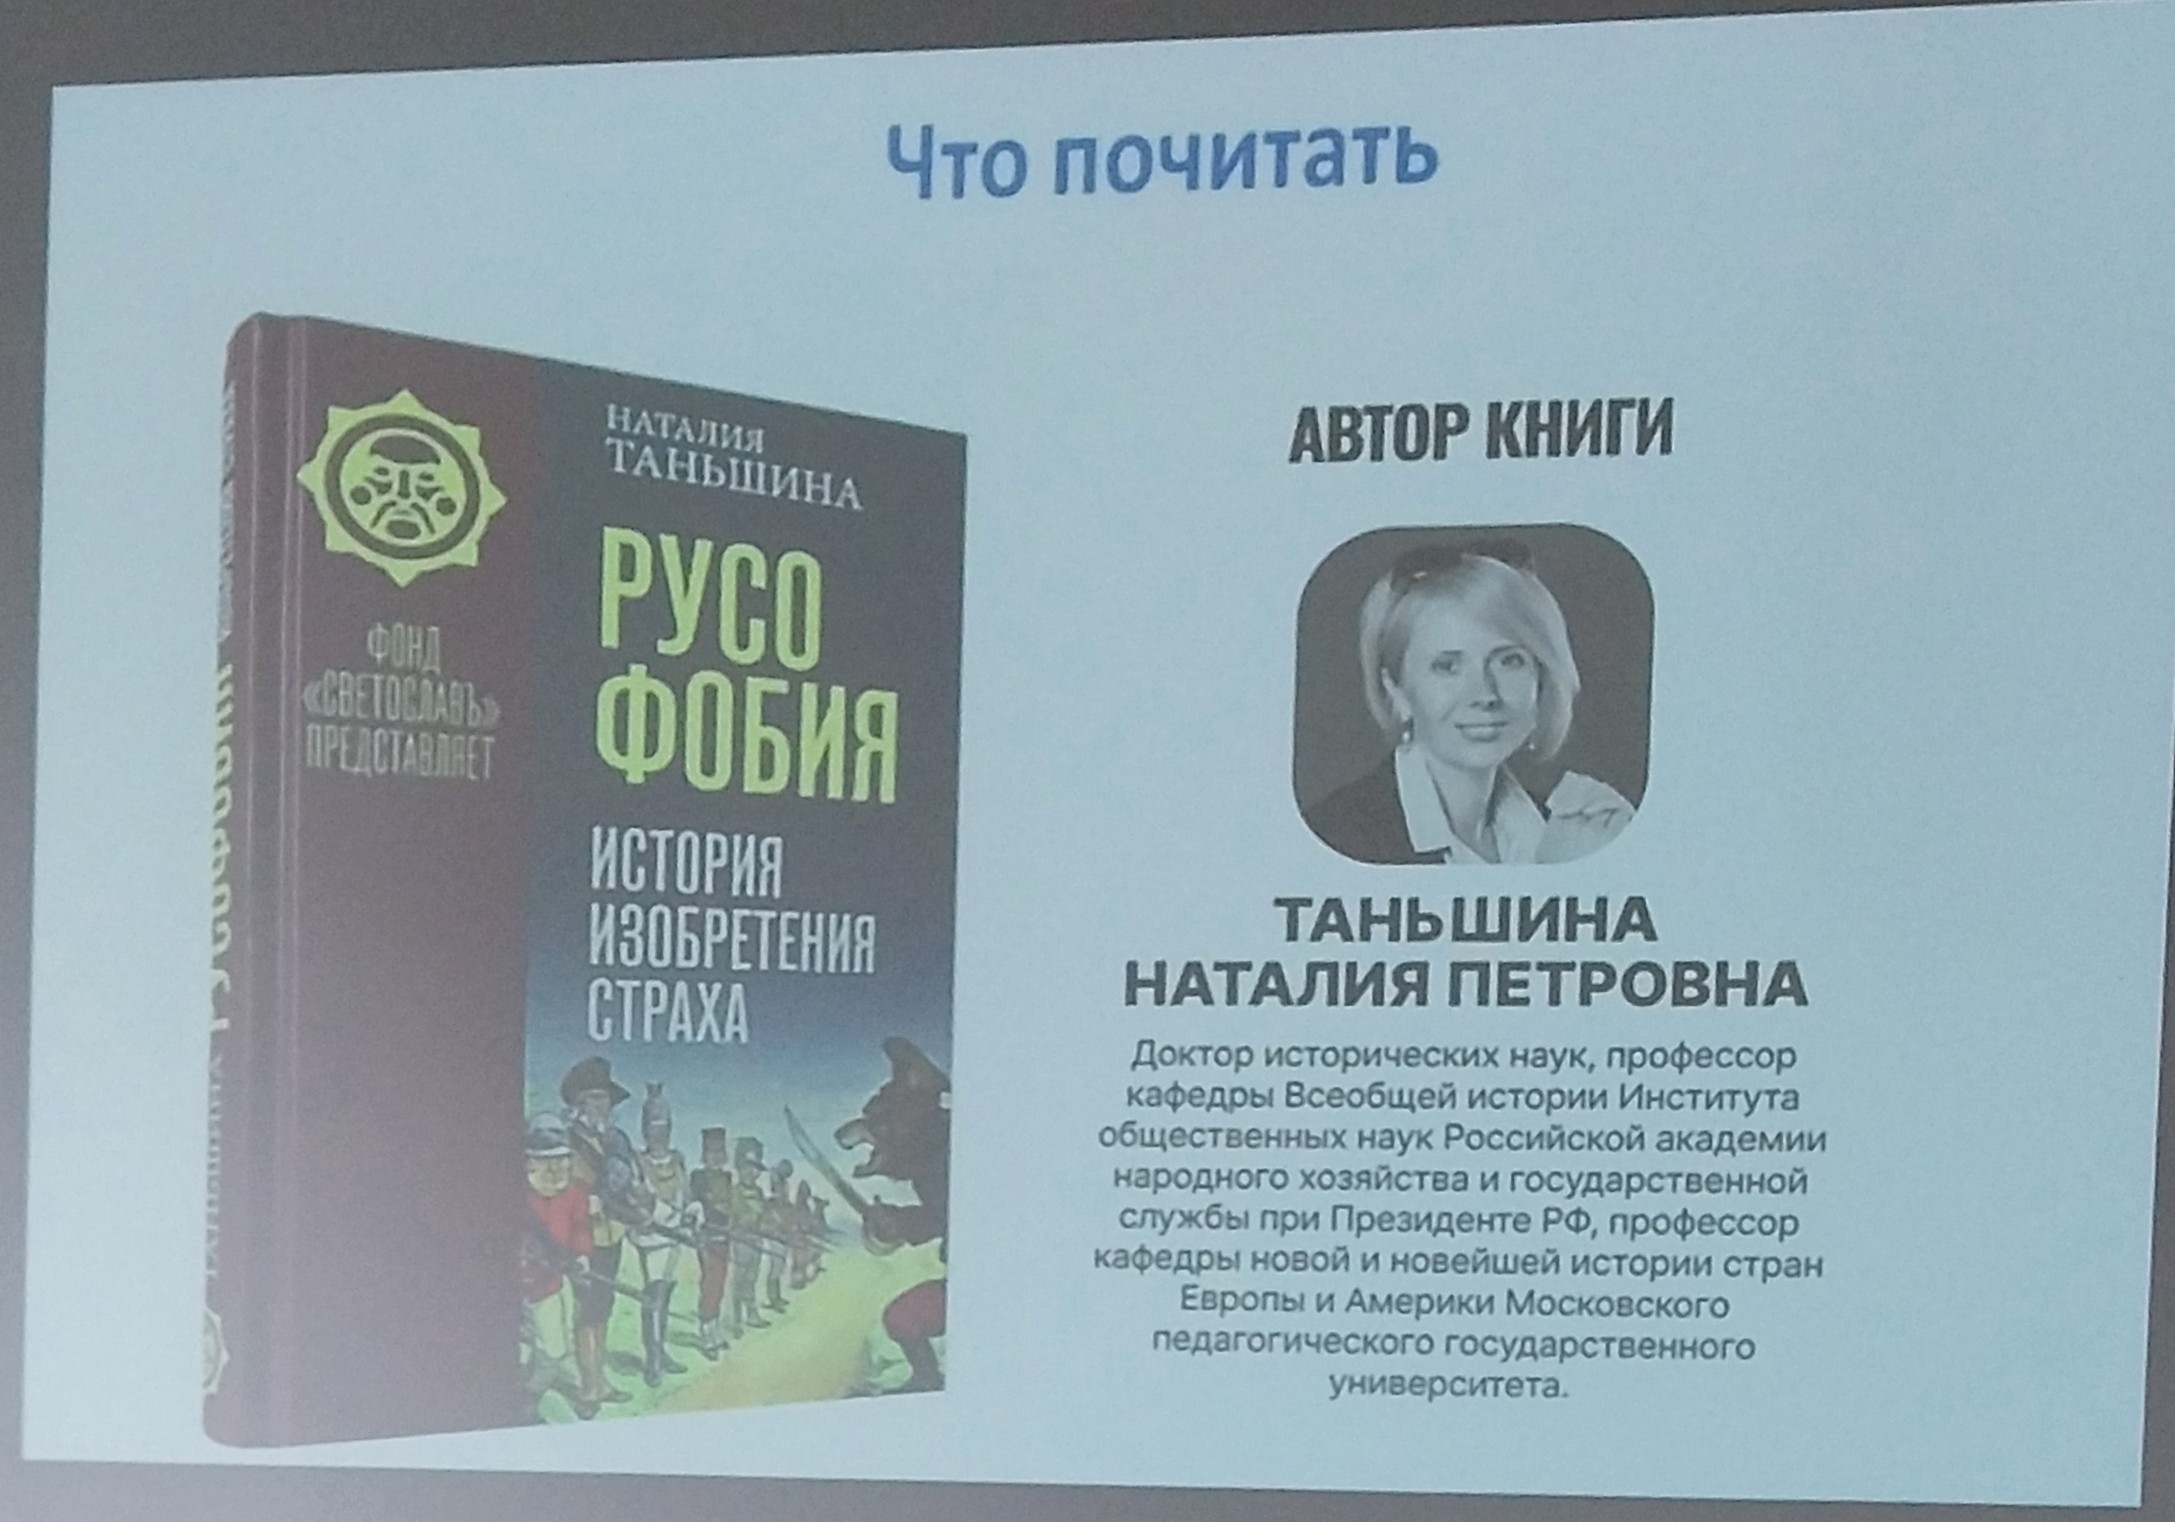 Что почитать
НАТАЛИЯ
ТАНЬШИНА
РУСО
ФОБИЯ
ИСТОРИЯ
ИЗОБРЕТЕНИЯ
СТРАХА
ФОНД
«СВЕТОСЛАВЪ»
ПРЕДСТАВЛЯЕТ
АВТОР КНИГИ
ТАНЬШИНА
НАТАЛИЯ ПЕТРОВНА
Доктор исторических наук, профессор
кафедры Всеобщей истории Института
общественных наук Российской академии
народного хозяйства и государственной
службы при Президенте РФ, профессор
кафедры новой и новейшей истории стран
Европы и Америки Московского
педагогического государственного
университета.